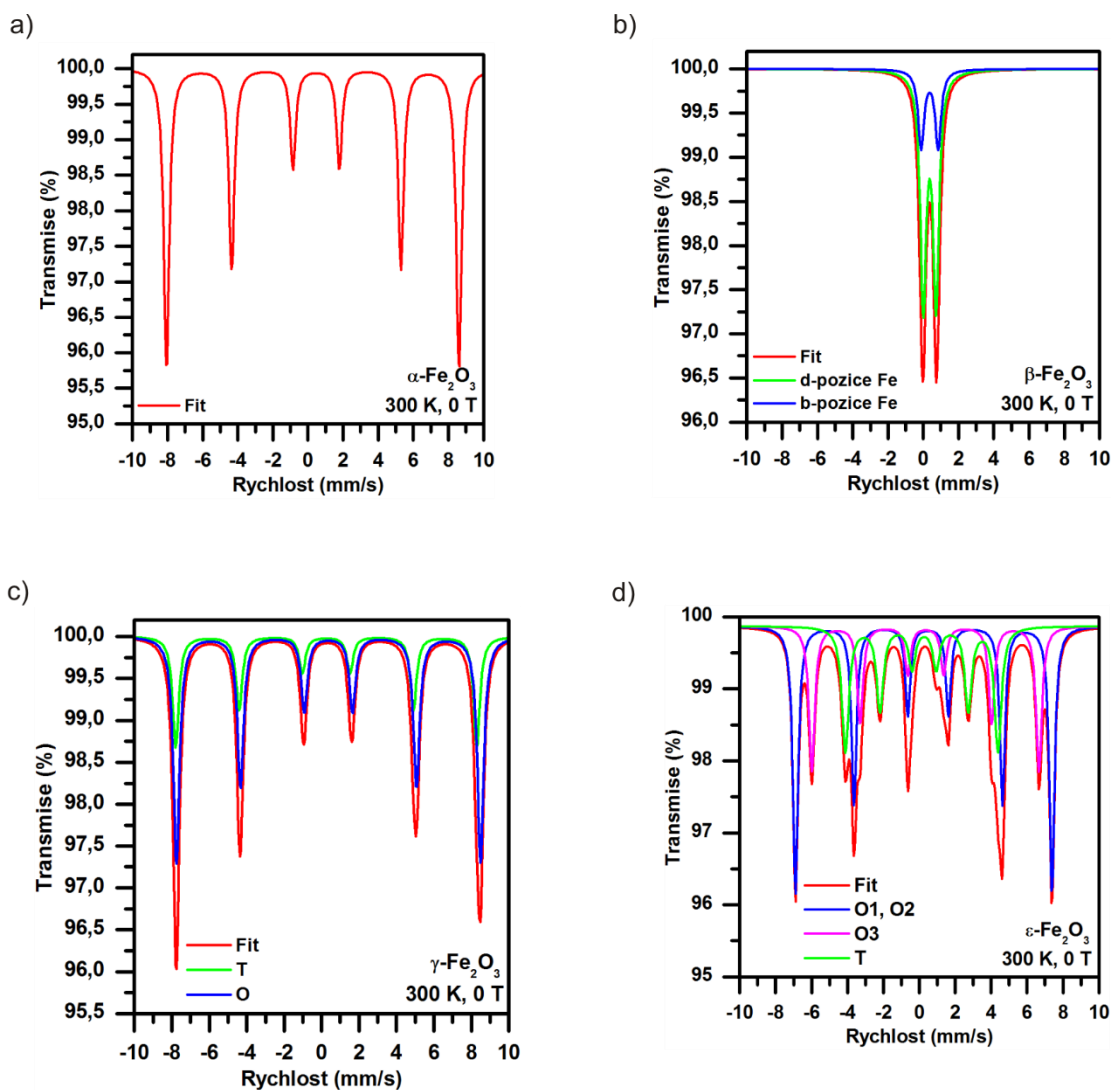 a)
100,0
99,5
99,0
98,5
98,0
97,5
97,0
96,5
96,0
95,5
95,0
Transmise (%)
Fit
α-Fe₂O₃
300 K, 0 T
-10 -8 -6 -4 -2 0 2 4 6 8 10
Rychlost (mm/s)
b)
100,0
99,5
99,0
98,5
98,0
97,5
97,0
96,5
96,0
Transmise (%)
Fit
d-pozice Fe
b-pozice Fe
β-Fe₂O₃
300 K, 0 T
-10 -8 -6 -4 -2 0 2 4 6 8 10
Rychlost (mm/s)
c)
100,0
99,5
99,0
98,5
98,0
97,5
97,0
96,5
96,0
95,5
Transmise (%)
Fit
T
O
γ-Fe₂O₃
300 K, 0 T
-10 -8 -6 -4 -2 0 2 4 6 8 10
Rychlost (mm/s)
d)
100
99
98
97
96
95
Transmise (%)
Fit
O1, O2
O3
T
ε-Fe₂O₃
300 K, 0 T
-10 -8 -6 -4 -2 0 2 4 6 8 10
Rychlost (mm/s)